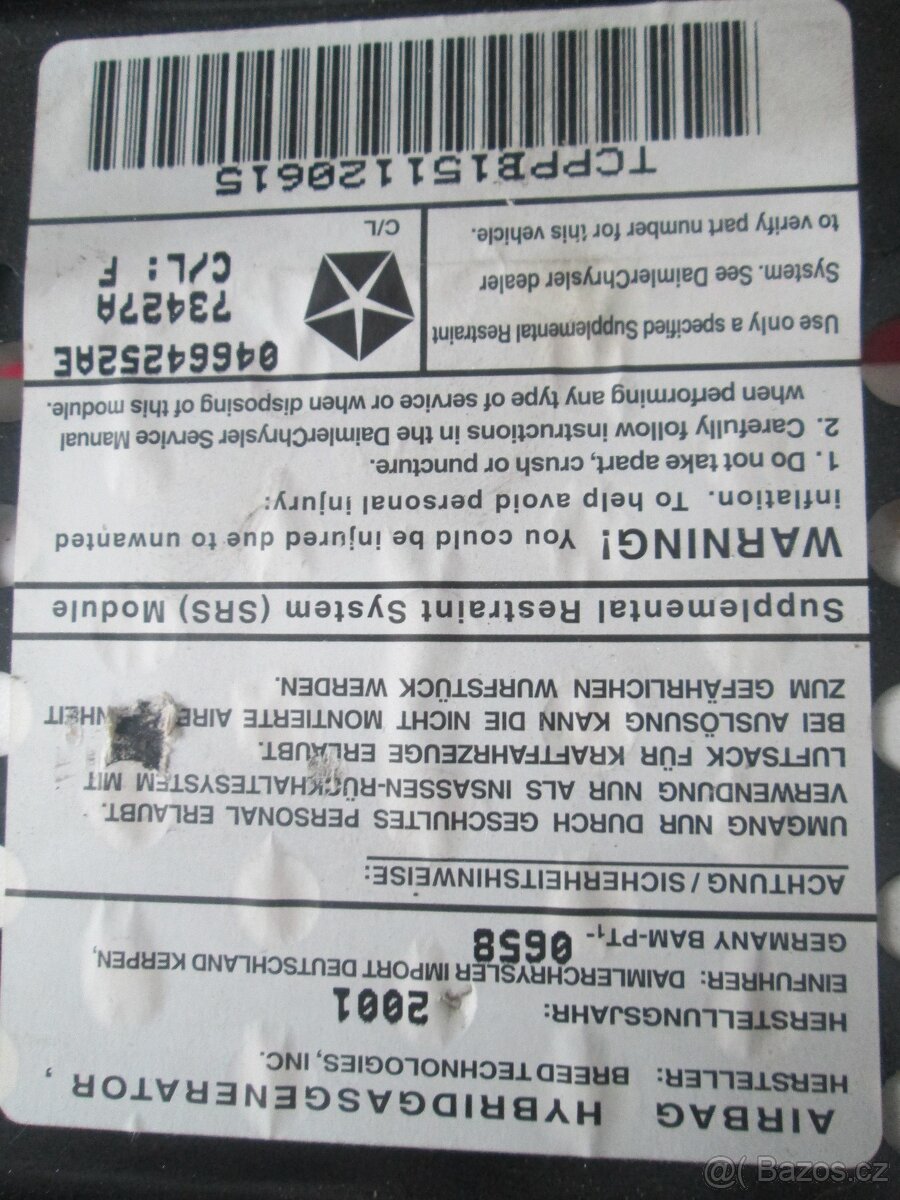 AIRBAG HYBRIDGASGENERATOR,
HERSTELLER: BREED TECHNOLOGIES, INC.
HERSTELLUNGSJAHR: 2001
EINFUHRER: DAIMLERCHRYSLER IMPORT DEUTSCHLAND KERPEN,
GERMANY BAM-PT1- 0658
ACHTUNG / SICHERHEITSHINWEISE:
UMGANG NUR DURCH GESCHULTES PERSONAL ERLAUBT.
VERWENDUNG NUR ALS INSASSEN-RÜCKHALTESYSTEM MIT
LUFTSACK FÜR KRAFTFAHRZEUGE ERLAUBT.
BEI AUSLÖSUNG KANN DIE NICHT MONTIERTE
ZUM GEFÄHRLICHEN WURFSTÜCK WERDEN.
Supplemental Restraint System (SRS) Module
WARNING! You could be injured due to unwanted
inflation. To help avoid personal injury:
1. Do not take apart, crush or puncture.
2. Carefully follow instructions in the DaimlerChrysler Service Manual
when performing any type of service or when disposing of this module.
Use only a specified Supplemental Restraint
System. See DaimlerChrysler dealer
to verify part number for this vehicle.
04664252AE
73427A
C/L: F
C/L
TCPPB151120615
@( Bazos.cz